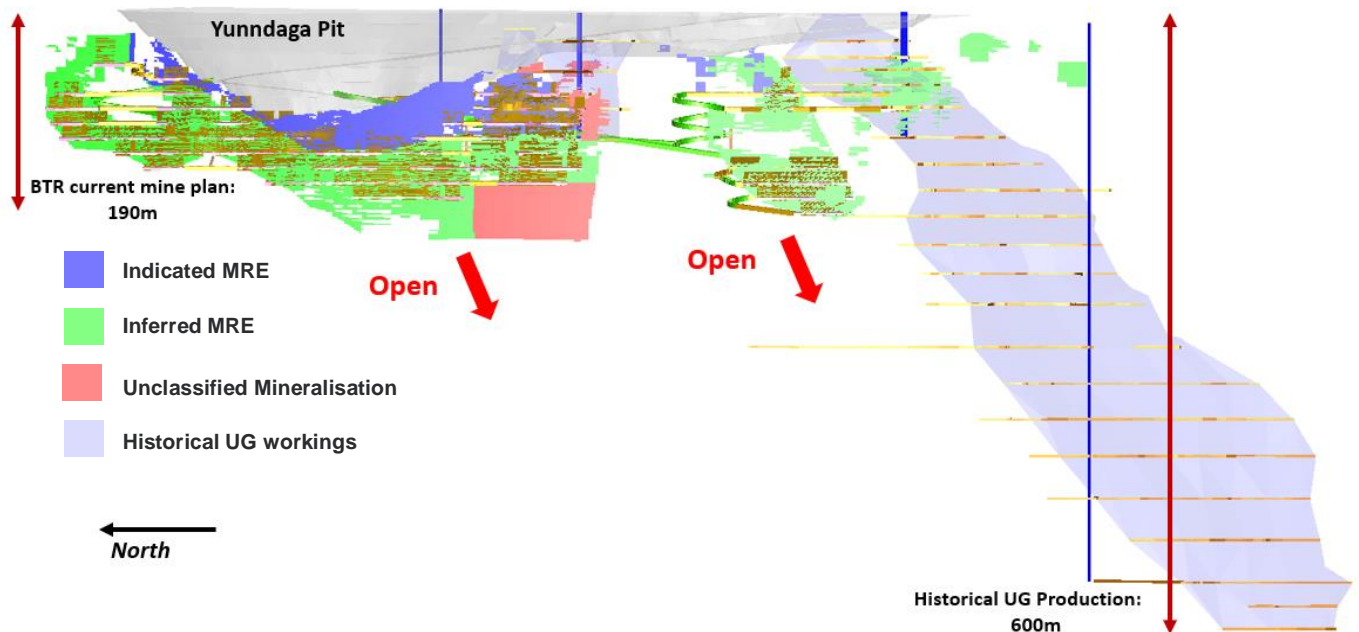 Yunndaga Pit
BTR current mine plan:
190m
Indicated MRE
Inferred MRE
Unclassified Mineralisation
Historical UG workings
Open
Open
North
Historical UG Production:
600m